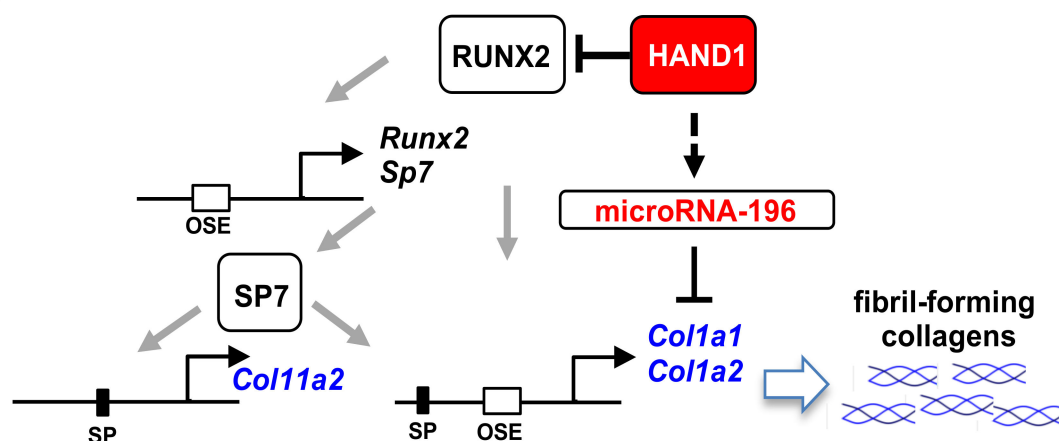 RUNX2
HAND1
Runx2
Sp7
OSE
microRNA-196
SP7
fibril-forming
collagens
Col1a1
Col1a2
Col11a2
SP
SP
OSE